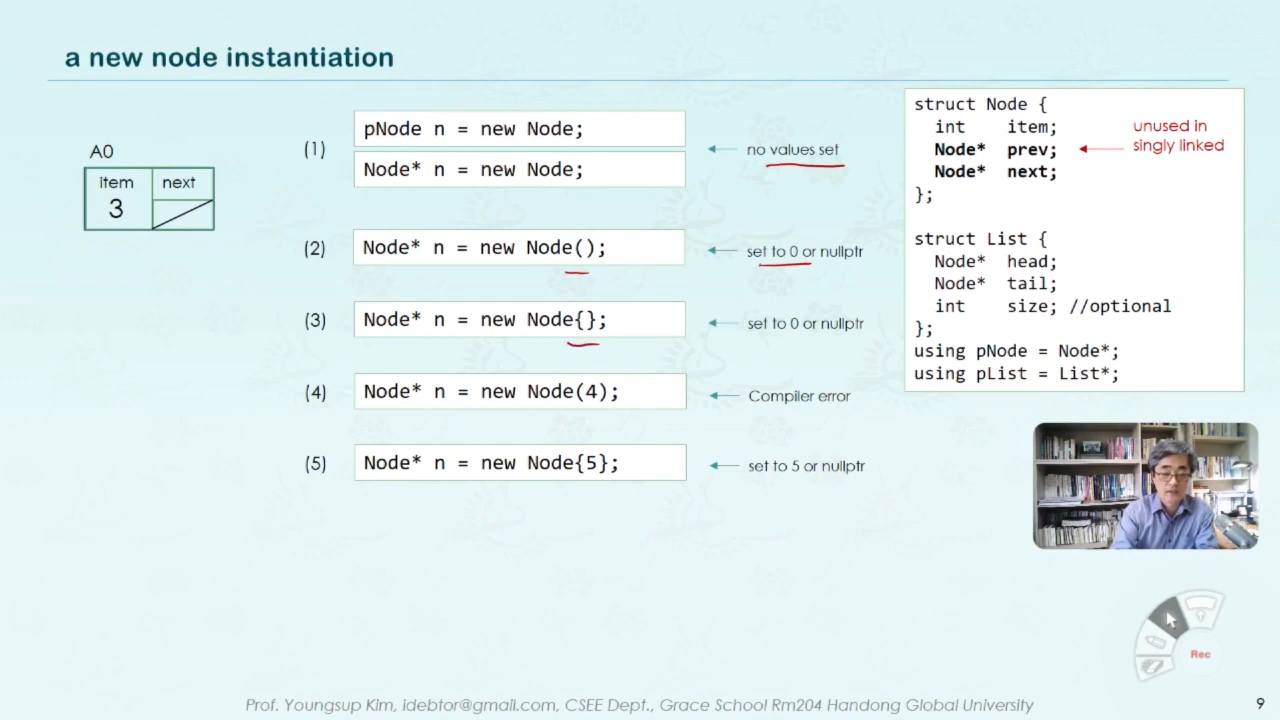 a new node instantiation
A0
item next
3
(1)
pNode n = new Node;
Node* n = new Node;
no values set
(2)
Node* n = new Node();
set to 0 or nullptr
(3)
Node* n = new Node{};
set to 0 or nullptr
(4)
Node* n = new Node(4);
Compiler error
(5)
Node* n = new Node{5};
set to 5 or nullptr
struct Node {
int item;
Node* prev;
Node* next;
};
unused in
singly linked
struct List {
Node* head;
Node* tail;
int size; //optional
};
using pNode = Node*;
using pList = List*;
Rec
Prof. Youngsup Kim, idebtor@gmail.com, CSEE Dept., Grace School Rm204 Handong Global University
9